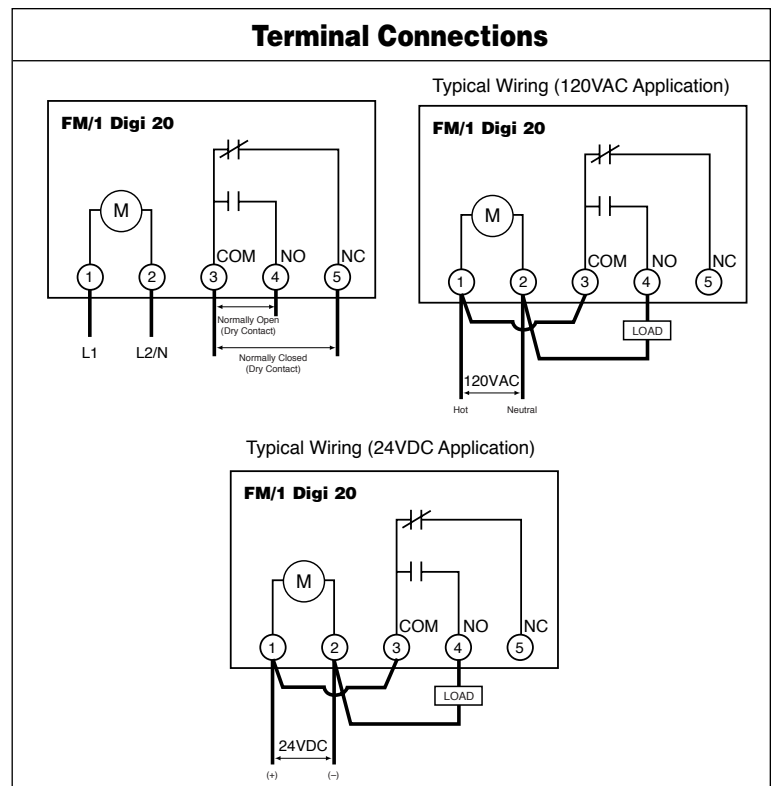 Terminal Connections
FM/1 Digi 20
M
COM NO NC
1 2 3 4 5
Normally Open
(Dry Contact)
L1 L2/N
Normally Closed
(Dry Contact)
Typical Wiring (120VAC Application)
FM/1 Digi 20
M
COM NO NC
1 2 3 4 5
LOAD
120VAC
Hot Neutral
Typical Wiring (24VDC Application)
FM/1 Digi 20
M
COM NO NC
1 2 3 4 5
LOAD
24VDC
(+) (–)